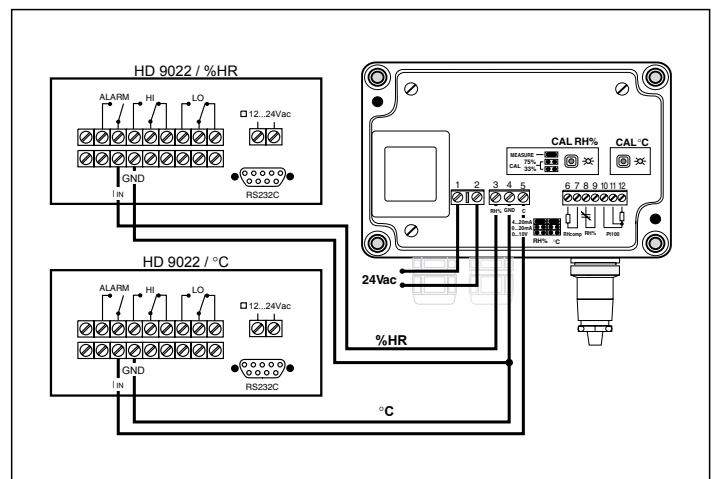 HD 9022 / %HR
ALARM HI LO
12...24Vac
GND
I IN
RS232C
HD 9022 / °C
ALARM HI LO
12...24Vac
GND
I IN
RS232C
CAL RH% CAL°C
MEASURE
CAL 75%
33%
1 2 3 4 5 6 7 8 9 10 11 12
RH% GND C
4...20mA
0...20mA
0...10V
RH% °C
RHcomp RH% Pt100
24Vac
%HR
°C